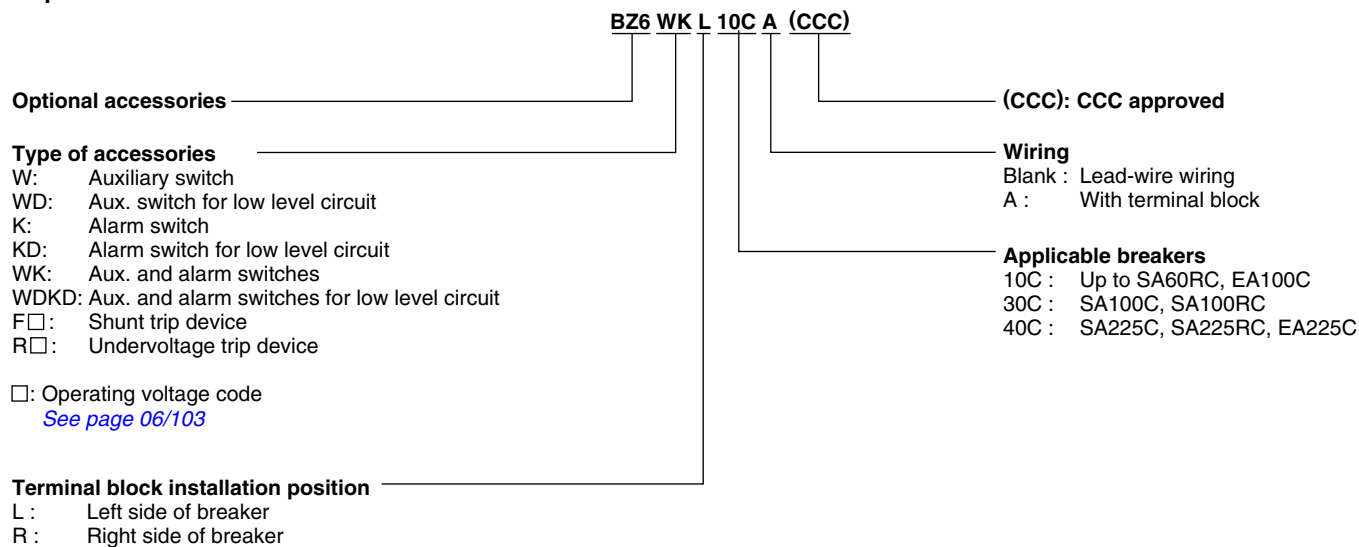 BZ6 WK L 10C A (CCC)
Optional accessories
Type of accessories
W: Auxiliary switch
WD: Aux. switch for low level circuit
K: Alarm switch
KD: Alarm switch for low level circuit
WK: Aux. and alarm switches
WDKD: Aux. and alarm switches for low level circuit
F□: Shunt trip device
R□: Undervoltage trip device
□: Operating voltage code
See page 06/103
Terminal block installation position
L : Left side of breaker
R : Right side of breaker
(CCC): CCC approved
Wiring
Blank : Lead-wire wiring
A : With terminal block
Applicable breakers
10C : Up to SA60RC, EA100C
30C : SA100C, SA100RC
40C : SA225C, SA225RC, EA225C